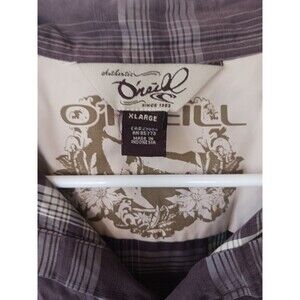 Authentic
O'neill
SINCE 1952
O'NEILL
XLARGE
MADE IN
INDONESIA